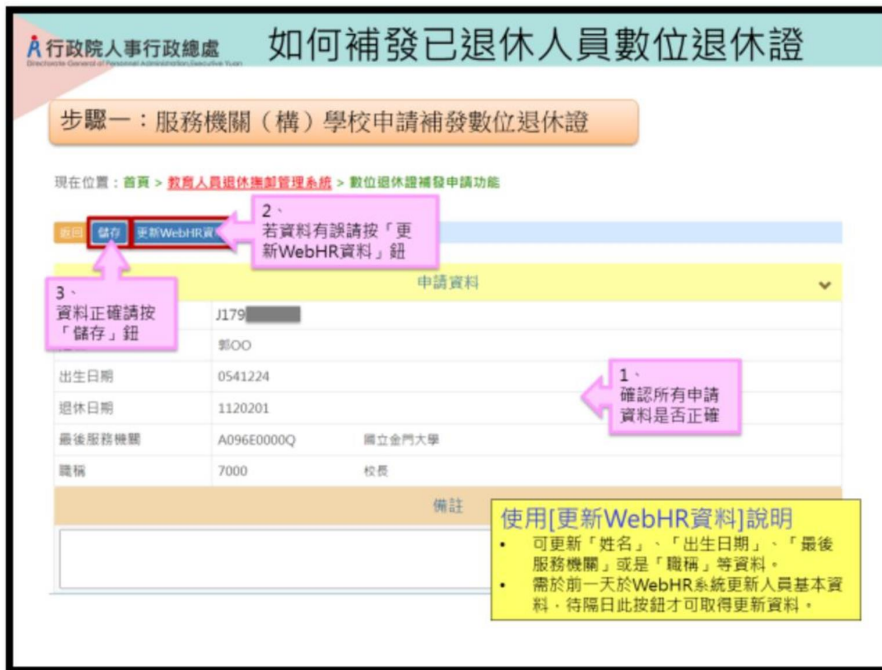 行政院人事行政總處
Directorate General of Personnel Administration, Executive Yuan
如何補發已退休人員數位退休證
步驟一：服務機關（構）學校申請補發數位退休證
現在位置：首頁 > 教育人員退休撫卹管理系統 > 數位退休證補發申請功能
返回 儲存 更新WebHR資
2、
若資料有誤請按「更
新WebHR資料」鈕
申請資料
3、
資料正確請按
「儲存」鈕
J179
郭OO
出生日期 0541224
退休日期 1120201
最後服務機關 A096E0000Q 國立金門大學
職稱 7000 校長
1、
確認所有申請
資料是否正確
備註
使用[更新WebHR資料]說明
• 可更新「姓名」、「出生日期」、「最後
服務機關」或是「職稱」等資料。
• 需於前一天於WebHR系統更新人員基本資
料，待隔日此按鈕才可取得更新資料。